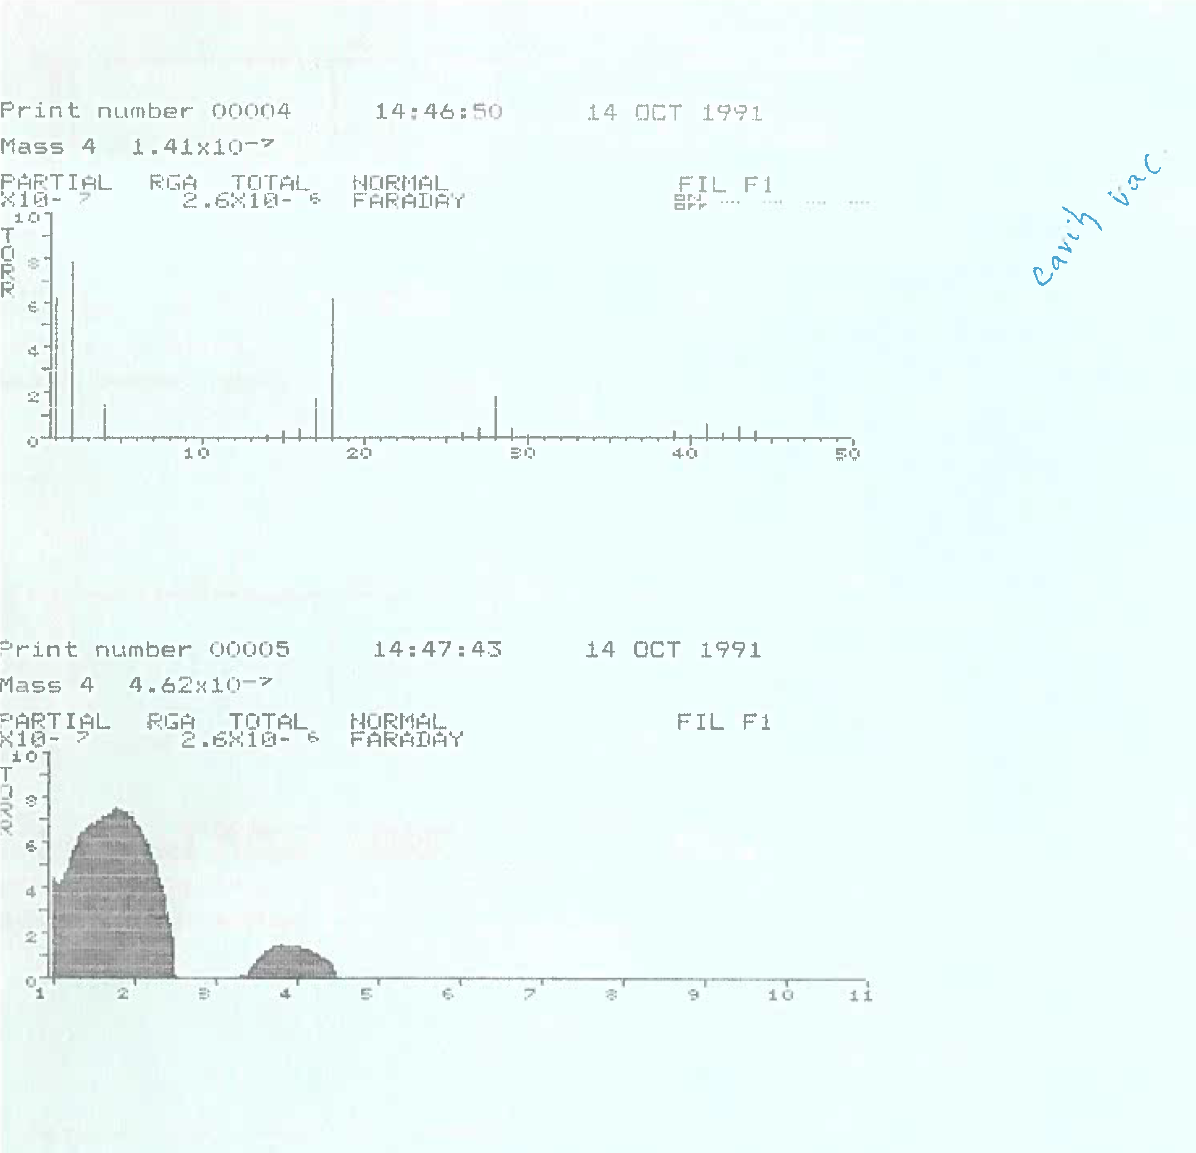 Print number 00004 14:46:50 14 OCT 1991
Mass 4 1.41x10-7
PARTIAL RGA TOTAL NORMAL FIL F1
X10- 7 2.6X10- 6 FARADAY ON
OFF
cavity vac
TORR
10
8
6
4
2
0
10 20 30 40 50
Print number 00005 14:47:43 14 OCT 1991
Mass 4 4.62x10-7
PARTIAL RGA TOTAL NORMAL FIL F1
X10- 7 2.6X10- 6 FARADAY
TORR
10
8
6
4
2
0
1 2 3 4 5 6 7 8 9 10 11